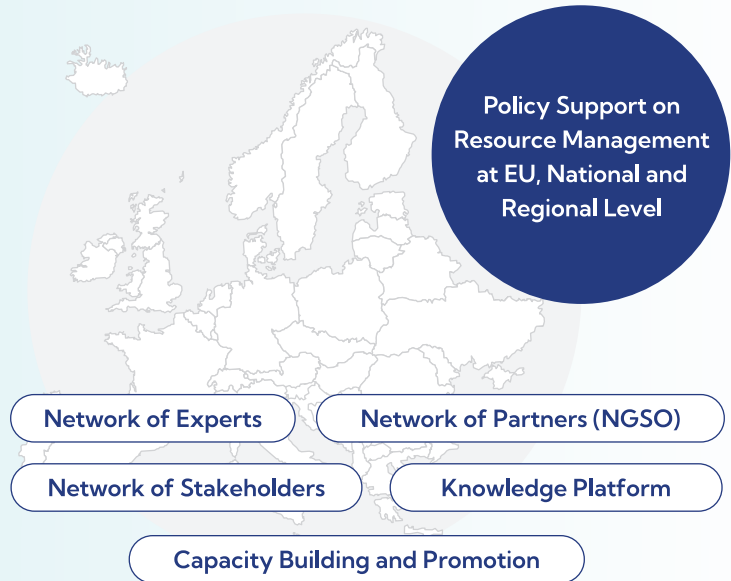 Policy Support on
Resource Management
at EU, National and
Regional Level
Network of Experts
Network of Partners (NGSO)
Network of Stakeholders
Knowledge Platform
Capacity Building and Promotion